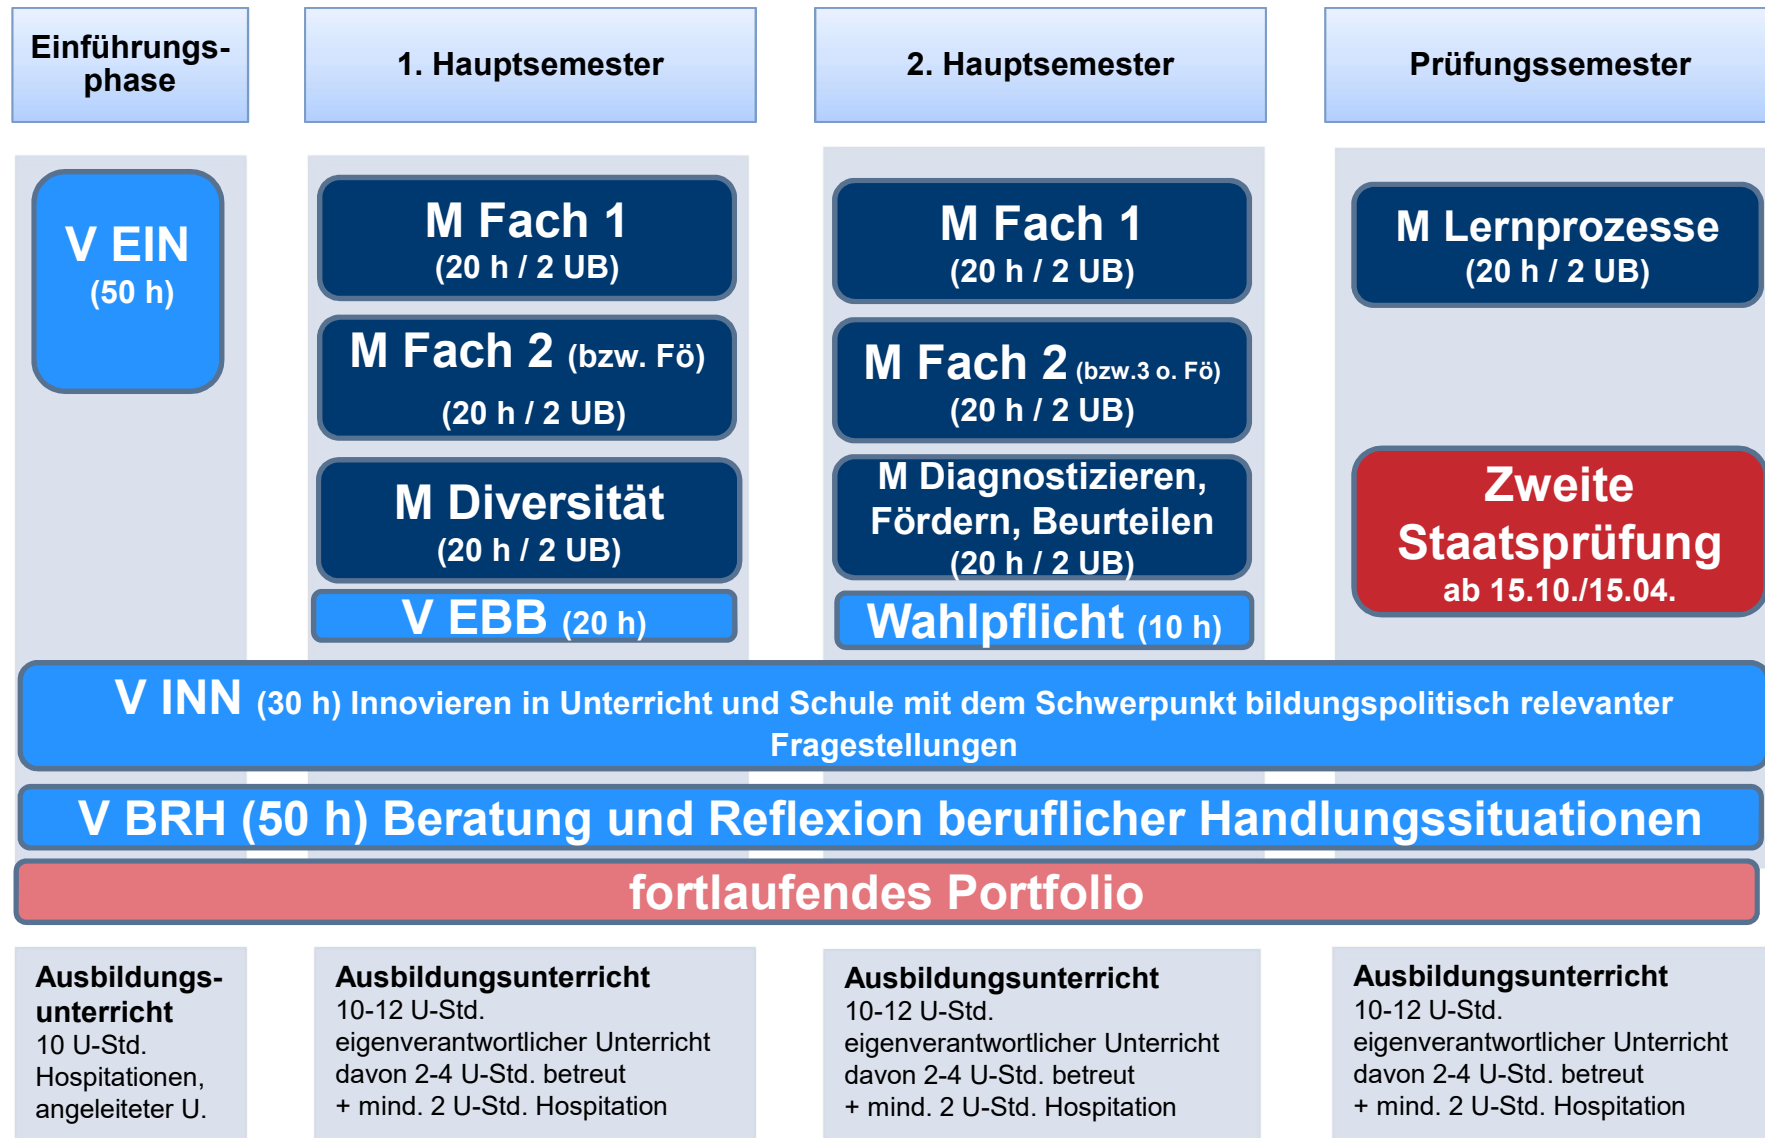 Einführungs-
phase
1. Hauptsemester
2. Hauptsemester
Prüfungssemester
V EIN
(50 h)
M Fach 1
(20 h / 2 UB)
M Fach 2 (bzw. Fö)
(20 h / 2 UB)
M Diversität
(20 h / 2 UB)
V EBB (20 h)
M Fach 1
(20 h / 2 UB)
M Fach 2 (bzw.3 o. Fö)
(20 h / 2 UB)
M Diagnostizieren,
Fördern, Beurteilen
(20 h / 2 UB)
Wahlpflicht (10 h)
M Lernprozesse
(20 h / 2 UB)
Zweite
Staatsprüfung
ab 15.10./15.04.
V INN (30 h) Innovieren in Unterricht und Schule mit dem Schwerpunkt bildungspolitisch relevanter
Fragestellungen
V BRH (50 h) Beratung und Reflexion beruflicher Handlungssituationen
fortlaufendes Portfolio
Ausbildungs-
unterricht
10 U-Std.
Hospitationen,
angeleiteter U.
Ausbildungsunterricht
10-12 U-Std.
eigenverantwortlicher Unterricht
davon 2-4 U-Std. betreut
+ mind. 2 U-Std. Hospitation
Ausbildungsunterricht
10-12 U-Std.
eigenverantwortlicher Unterricht
davon 2-4 U-Std. betreut
+ mind. 2 U-Std. Hospitation
Ausbildungsunterricht
10-12 U-Std.
eigenverantwortlicher Unterricht
davon 2-4 U-Std. betreut
+ mind. 2 U-Std. Hospitation